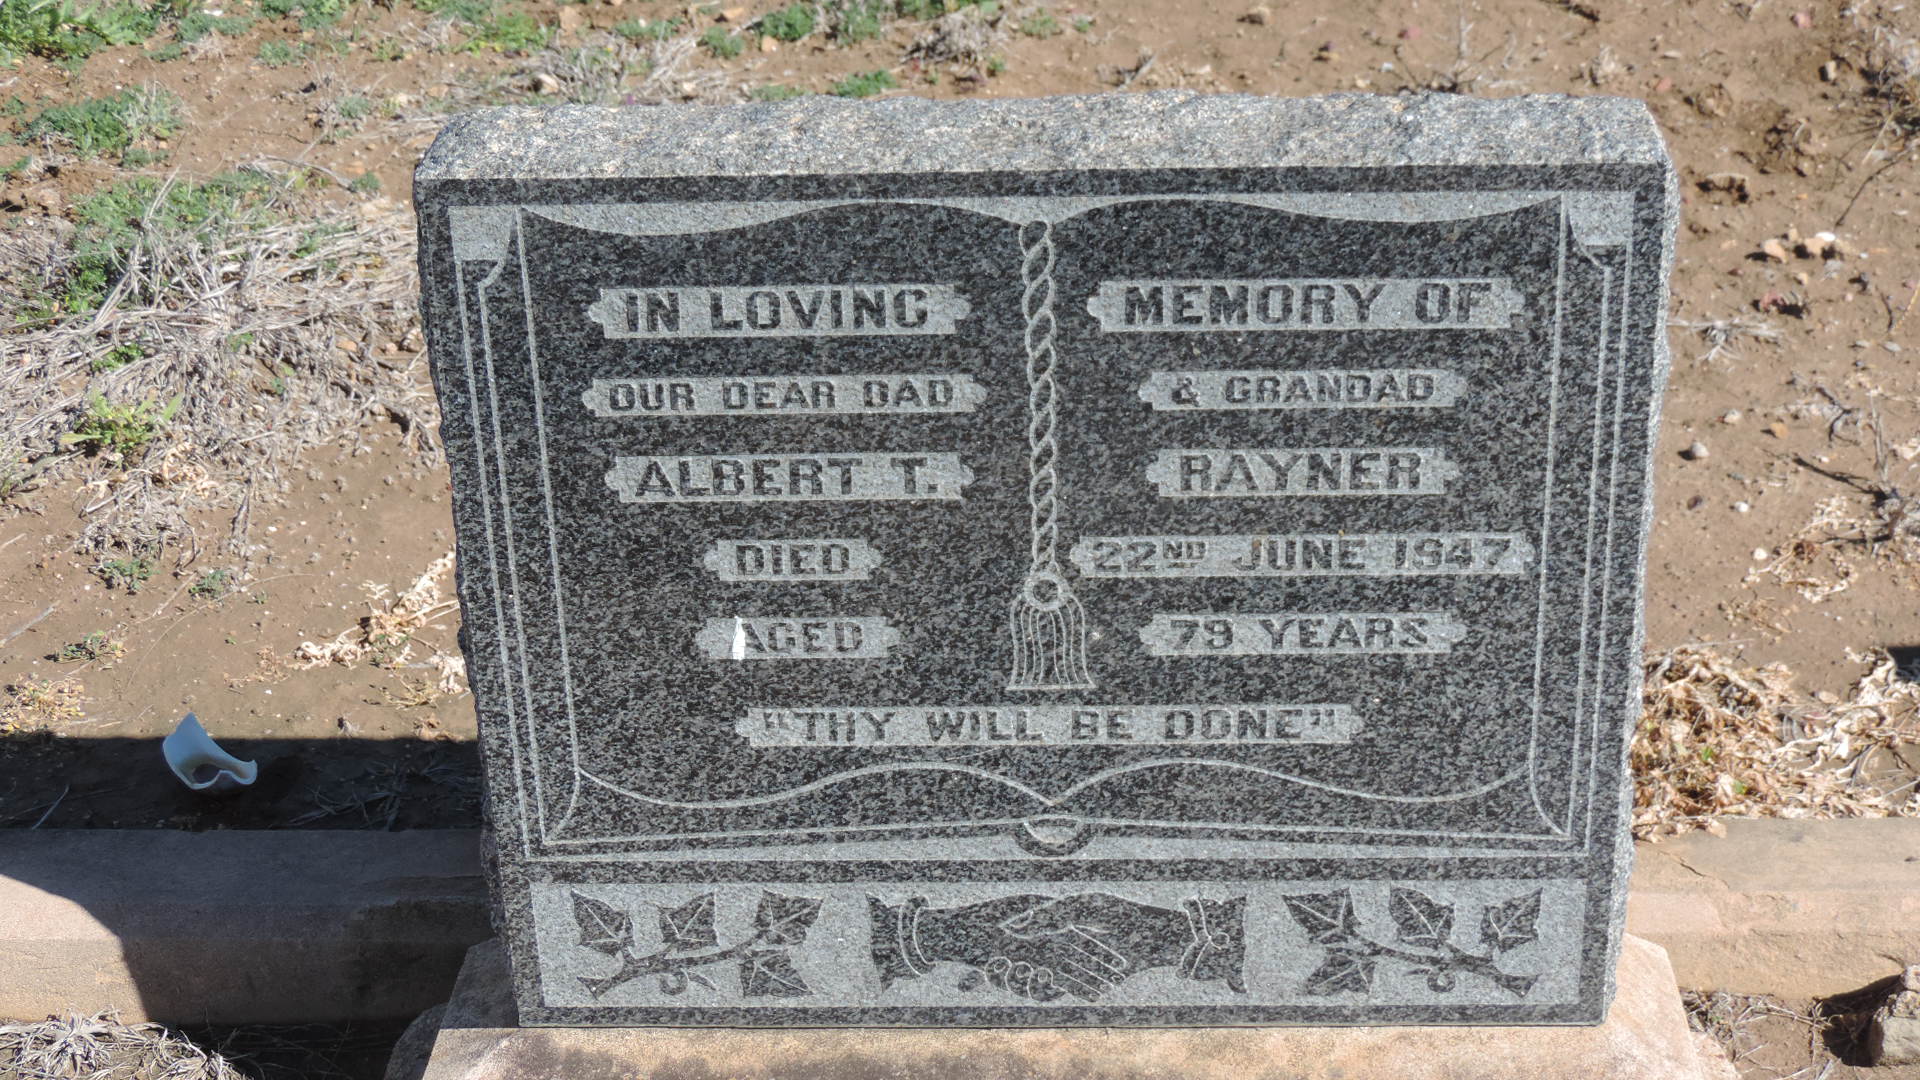 IN LOVING MEMORY OF
OUR DEAR DAD & GRANDAD
ALBERT T. RAYNER
DIED 22ND JUNE 1947
AGED 79 YEARS
"THY WILL BE DONE"